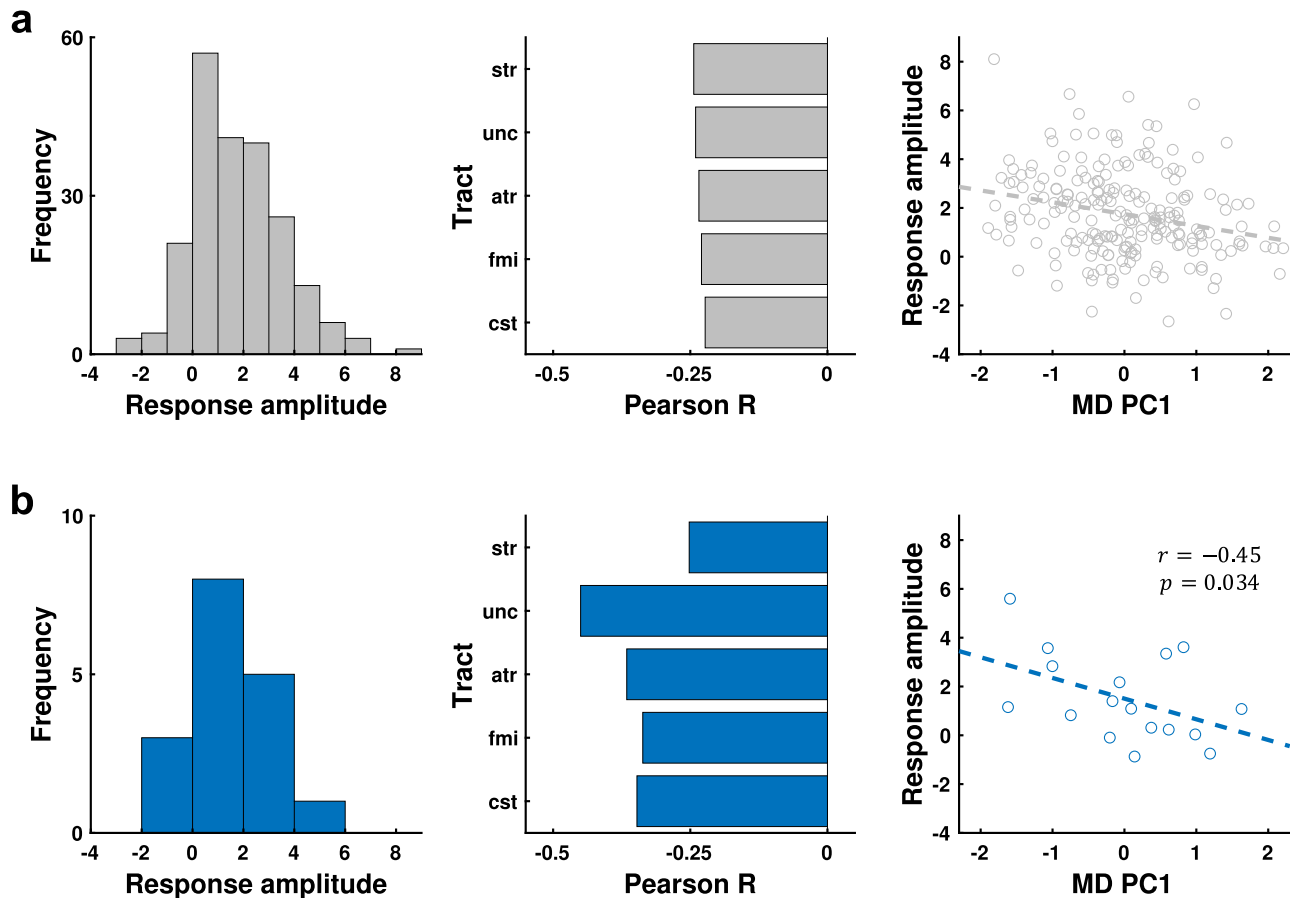 a
Frequency
60
30
0
-4 -2 0 2 4 6 8
Response amplitude
Tract
str
unc
atr
fmi
cst
-0.5 -0.25 0
Pearson R
Response amplitude
8
6
4
2
0
-2
-4
-2 -1 0 1 2
MD PC1
b
Frequency
10
5
0
-4 -2 0 2 4 6 8
Response amplitude
Tract
str
unc
atr
fmi
cst
-0.5 -0.25 0
Pearson R
Response amplitude
8
6
4
2
0
-2
-4
r = −0.45
p = 0.034
-2 -1 0 1 2
MD PC1